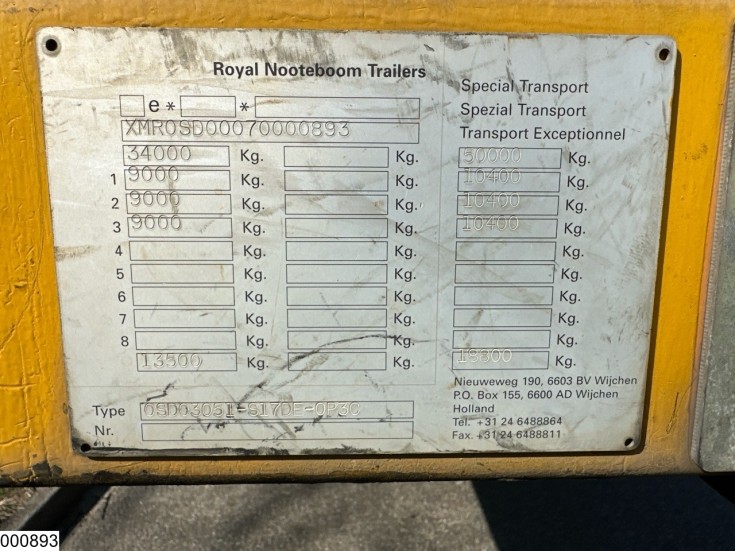 Royal Nooteboom Trailers
Special Transport
Spezial Transport
Transport Exceptionnel
e* *
XMR0SD00070000893
34000 Kg. Kg. 50000 Kg.
1 9000 Kg. Kg. 10400 Kg.
2 9000 Kg. Kg. 10400 Kg.
3 9000 Kg. Kg. 10400 Kg.
4 Kg. Kg. Kg.
5 Kg. Kg. Kg.
6 Kg. Kg. Kg.
7 Kg. Kg. Kg.
8 Kg. Kg. Kg.
0 13500 Kg. Kg. Kg.
Nieuweweg 190, 6603 BV Wijchen
P.O. Box 155, 6600 AD Wijchen
Holland
Tel. +31 24 6488864
Fax. +31 24 6488811
Type
Nr.
000893